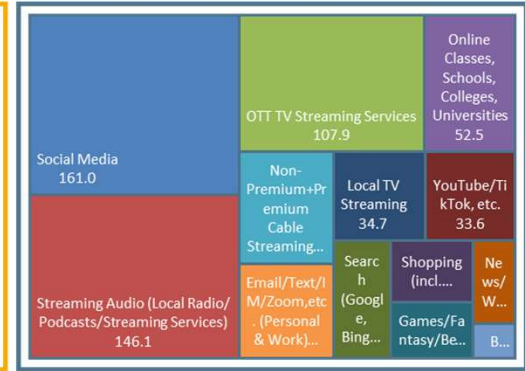 Social Media
161.0
Streaming Audio (Local Radio/
Podcasts/Streaming Services)
146.1
OTT TV Streaming Services
107.9
Online
Classes,
Schools,
Colleges,
Universities
52.5
Non-
Premium+Pr
emium
Cable
Streaming...
Local TV
Streaming
34.7
YouTube/Ti
kTok, etc.
33.6
Email/Text/I
M/Zoom,etc
. (Personal
& Work)...
Searc
h
(Googl
e,
Bing...
Shopping
(incl....
Games/Fa
ntasy/Be...
Ne
ws/
W...
B...